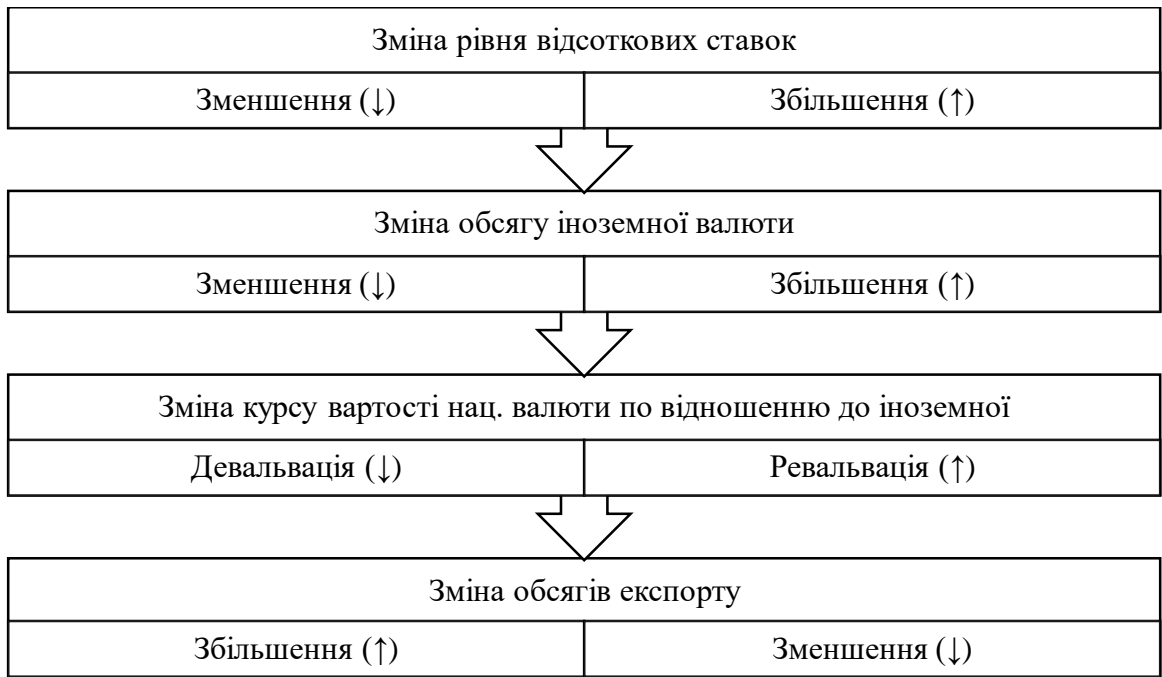 Зміна рівня відсоткових ставок
Зменшення (↓)
Збільшення (↑)
Зміна обсягу іноземної валюти
Зменшення (↓)
Збільшення (↑)
Зміна курсу вартості нац. валюти по відношенню до іноземної
Девальвація (↓)
Ревальвація (↑)
Зміна обсягів експорту
Збільшення (↑)
Зменшення (↓)